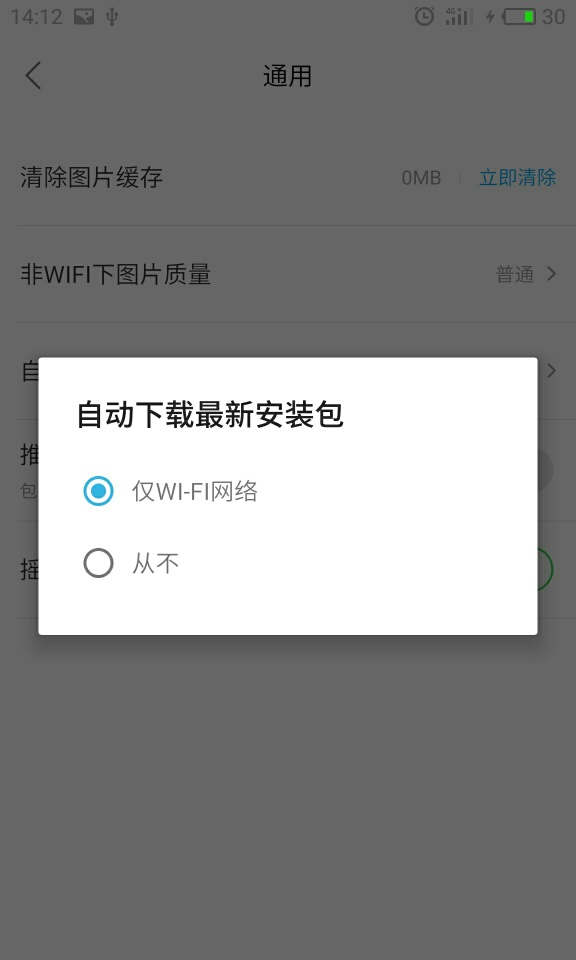 14:12
4G
30
通用
清除图片缓存
0MB
立即清除
非WIFI下图片质量
普通
自
自动下载最新安装包
推
包
仅WI-FI网络
从不
摇